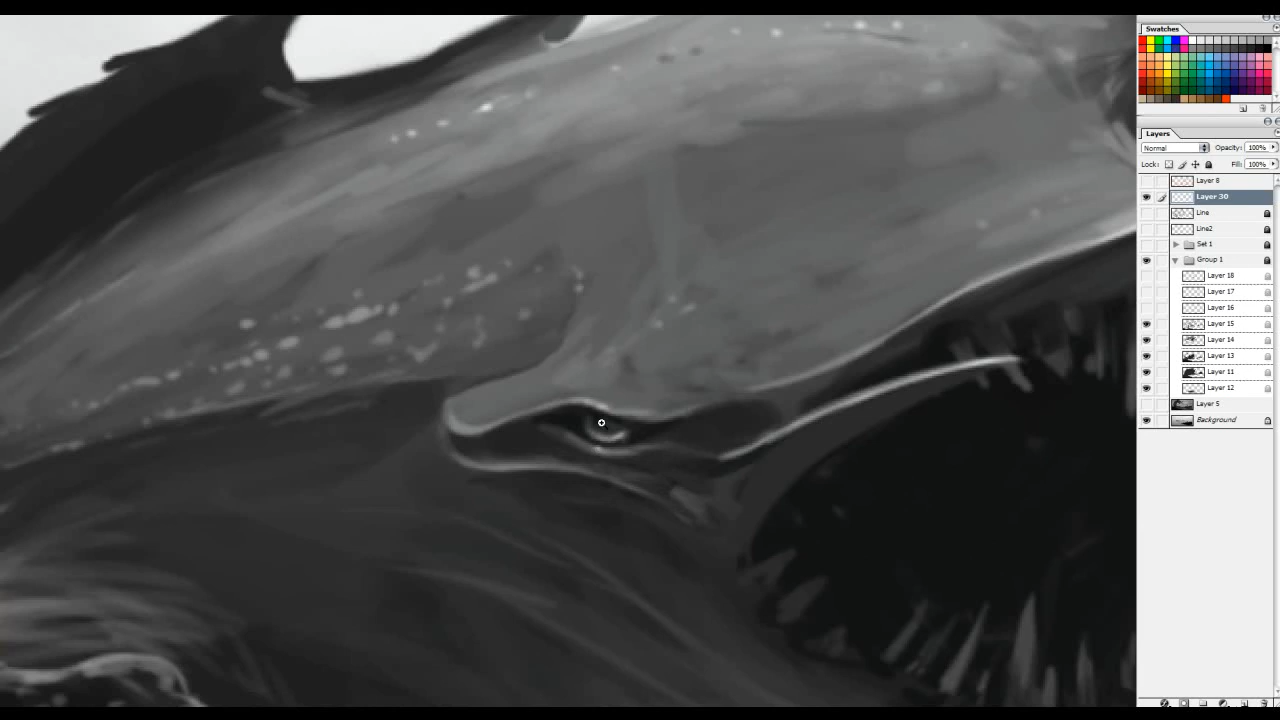 Swatches
Layers
Normal Opacity: 100%
Lock: Fill: 100%
Layer 8
Layer 30
Line
Line2
Set 1
Group 1
Layer 18
Layer 17
Layer 16
Layer 15
Layer 14
Layer 13
Layer 11
Layer 12
Layer 5
Background